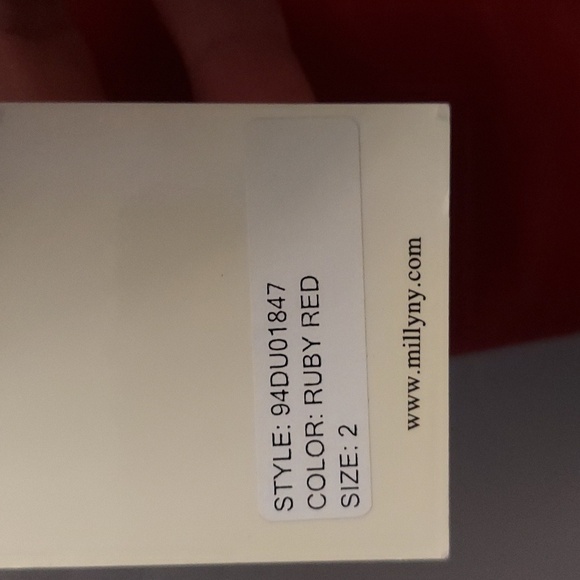 STYLE: 94DU01847
COLOR: RUBY RED
SIZE: 2
www.millyny.com